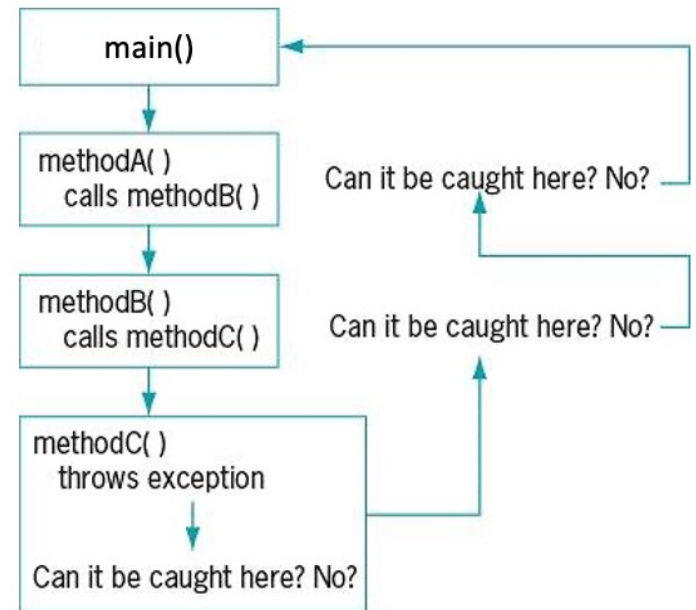 main()
methodA( )
calls methodB( )
Can it be caught here? No?
methodB( )
calls methodC( )
Can it be caught here? No?
methodC( )
throws exception
Can it be caught here? No?